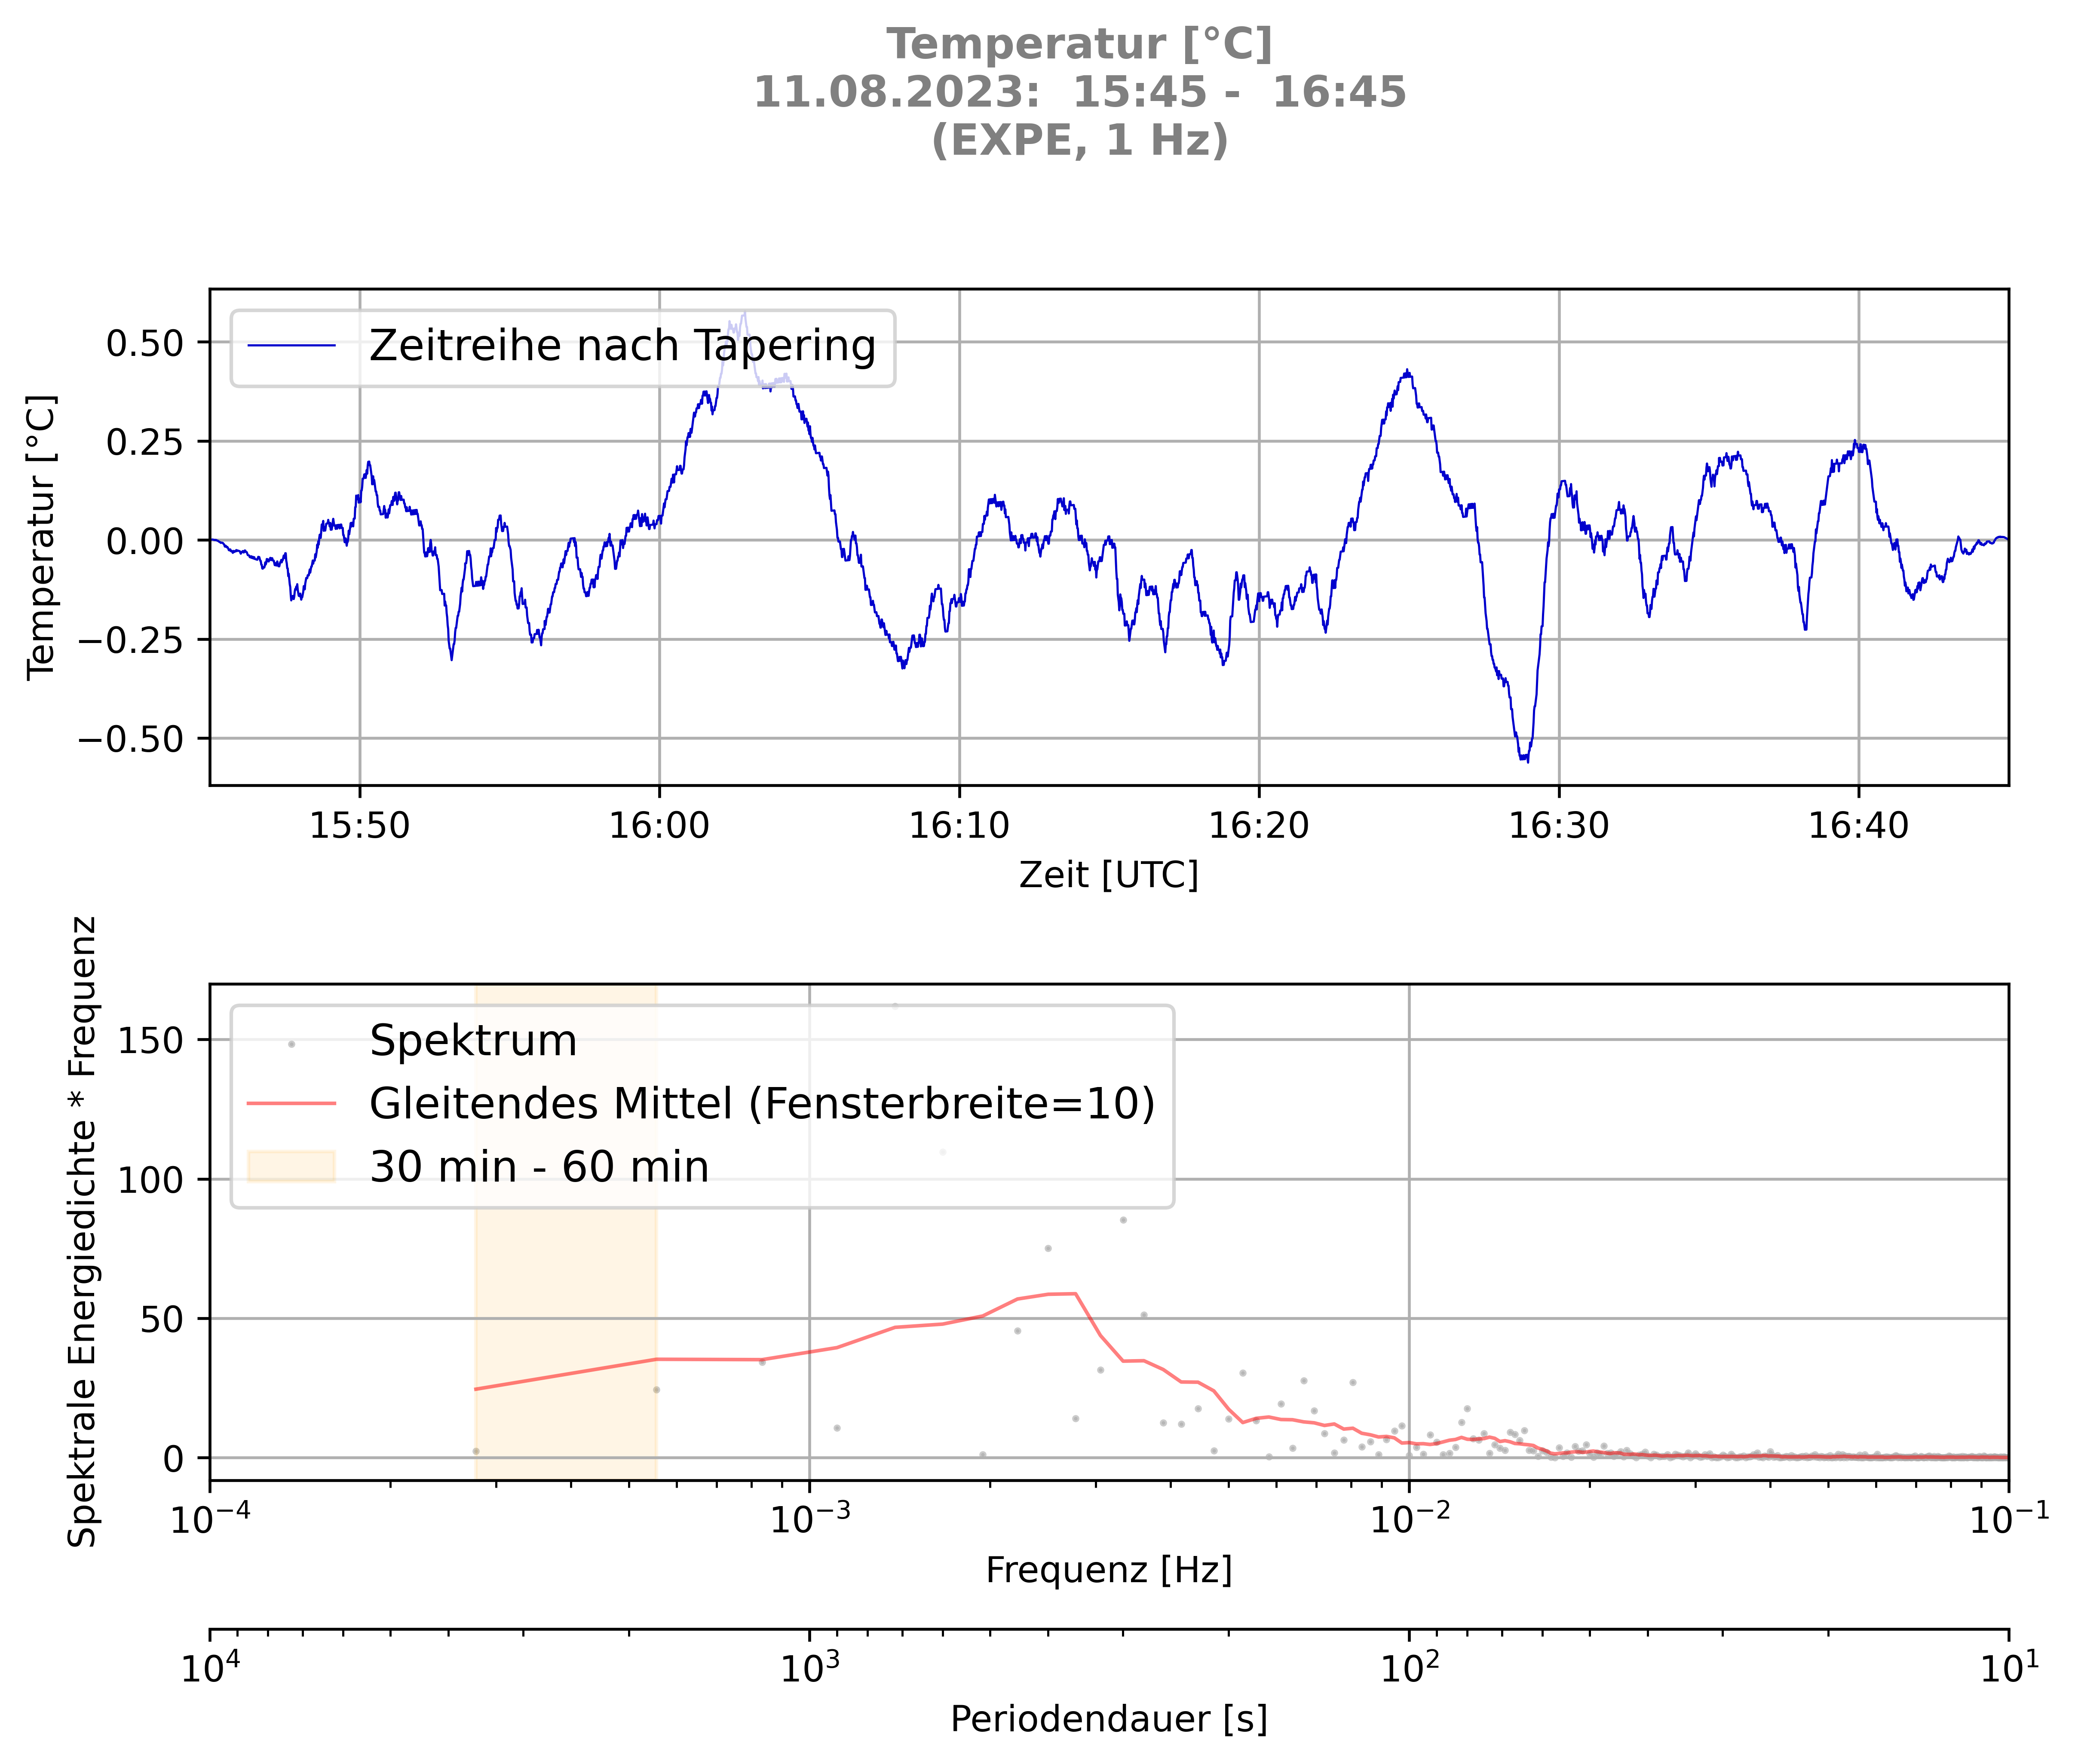 Temperatur [°C]
11.08.2023:  15:45 -  16:45
(EXPE, 1 Hz)
Zeitreihe nach Tapering
Temperatur [°C]
0.50
0.25
0.00
−0.25
−0.50
15:50 16:00 16:10 16:20 16:30 16:40
Zeit [UTC]
Spektrum
Gleitendes Mittel (Fensterbreite=10)
30 min - 60 min
Spektrale Energiedichte * Frequenz
150
100
50
0
10⁻⁴ 10⁻³ 10⁻² 10⁻¹
Frequenz [Hz]
10⁴ 10³ 10² 10¹
Periodendauer [s]